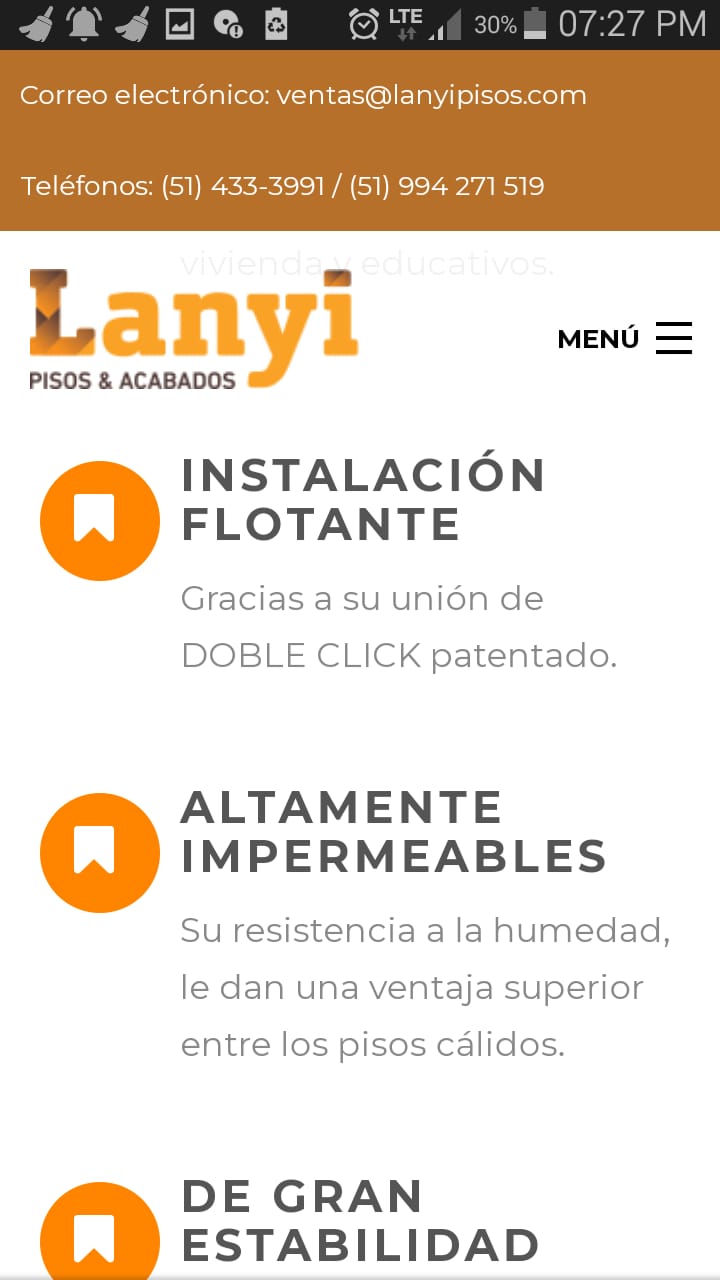 LTE 30% 07:27 PM
Correo electrónico: ventas@lanyipisos.com
Teléfonos: (51) 433-3991 / (51) 994 271 519
vivienda y educativos.
Lanyi
PISOS & ACABADOS
MENÚ
INSTALACIÓN
FLOTANTE
Gracias a su unión de
DOBLE CLICK patentado.
ALTAMENTE
IMPERMEABLES
Su resistencia a la humedad,
le dan una ventaja superior
entre los pisos cálidos.
DE GRAN
ESTABILIDAD